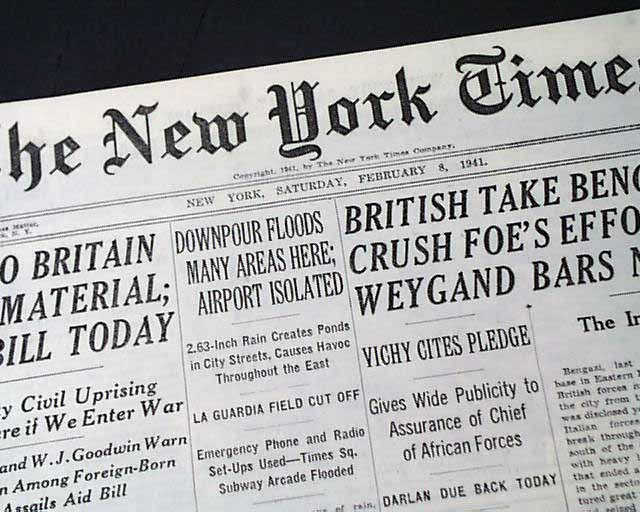 The New York Times
Copyright, 1941, by The New York Times Company.
NEW YORK, SATURDAY, FEBRUARY 8, 1941.
Matter,
N. Y.
O BRITAIN
MATERIAL;
BILL TODAY
y Civil Uprising
ere if We Enter War
and W. J. Goodwin Warn
n Among Foreign-Born
Assails Aid Bill
DOWNPOUR FLOODS
MANY AREAS HERE;
AIRPORT ISOLATED
2.63-Inch Rain Creates Ponds
in City Streets, Causes Havoc
Throughout the East
LA GUARDIA FIELD CUT OFF
Emergency Phone and Radio
Set-Ups Used—Times Sq.
Subway Arcade Flooded
of rain,
BRITISH TAKE BENG
CRUSH FOE'S EFFO
WEYGAND BARS N
VICHY CITES PLEDGE
Gives Wide Publicity to
Assurance of Chief
of African Forces
DARLAN DUE BACK TODAY
The In
Bengazi, last
base in Eastern
British forces
the city from
was disclosed
Italian forces
break through
south of the
with heavy
that ended
in the sect
tured great